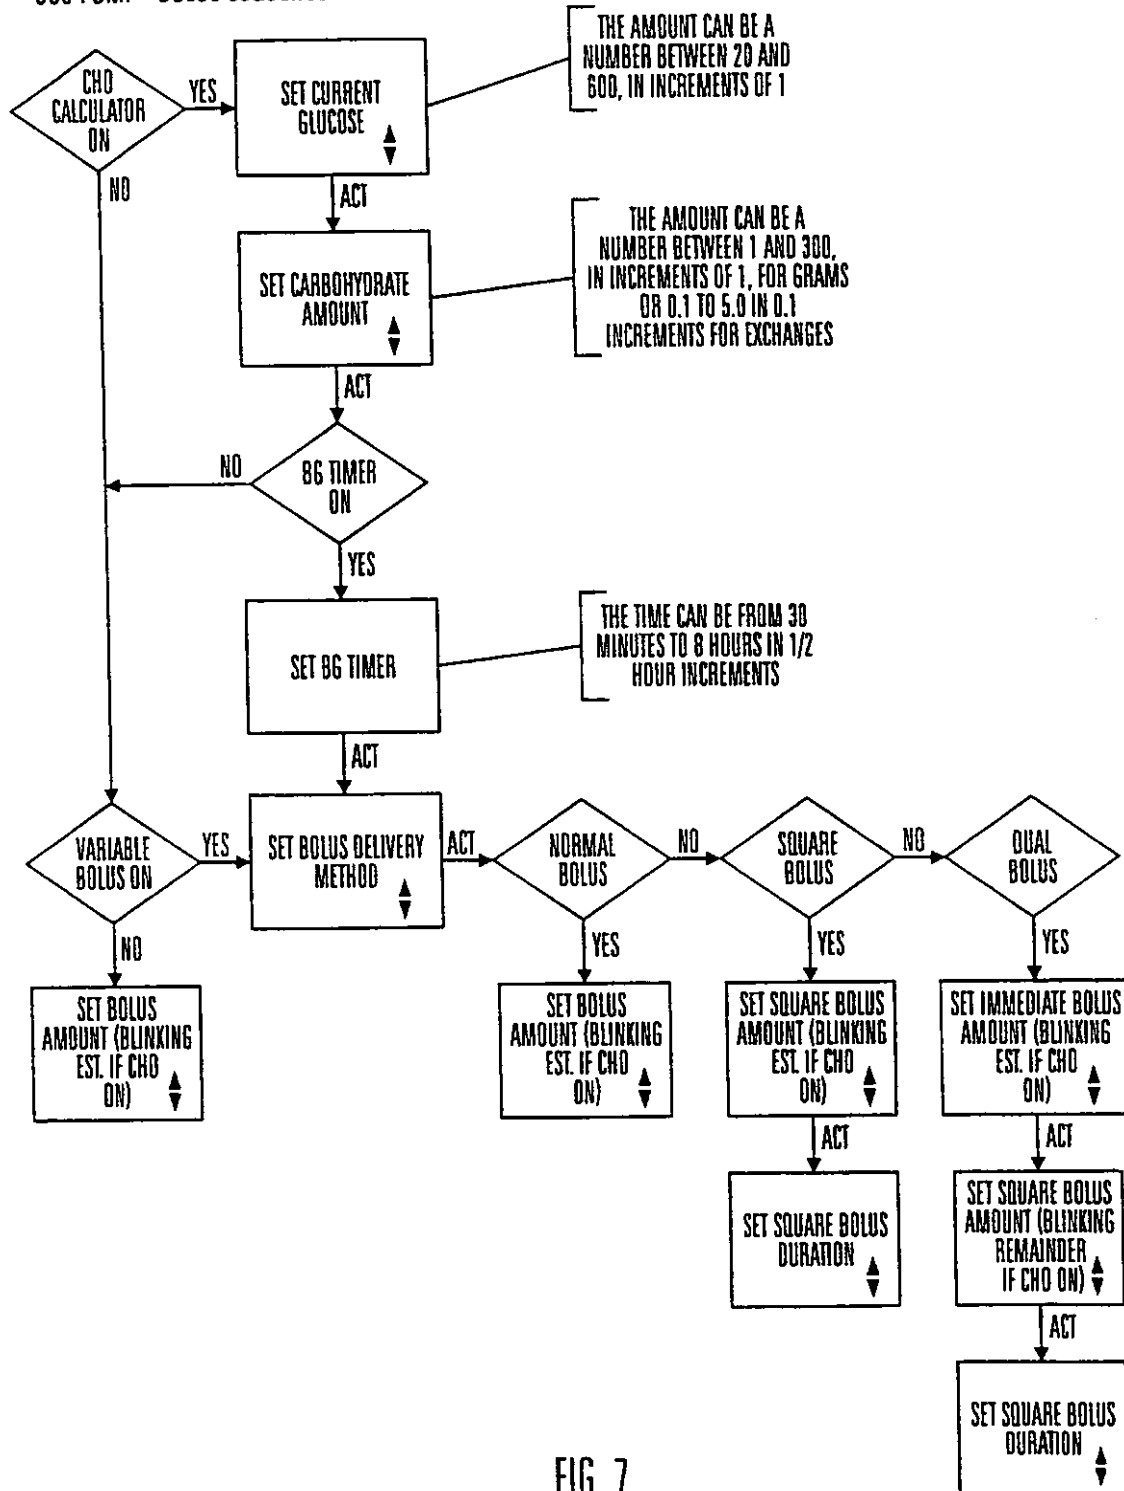 CHO
CALCULATOR
ON
YES
NO
SET CURRENT
GLUCOSE
THE AMOUNT CAN BE A
NUMBER BETWEEN 20 AND
600, IN INCREMENTS OF 1
ACT
SET CARBOHYDRATE
AMOUNT
THE AMOUNT CAN BE A
NUMBER BETWEEN 1 AND 300,
IN INCREMENTS OF 1, FOR GRAMS
OR 0.1 TO 5.0 IN 0.1
INCREMENTS FOR EXCHANGES
ACT
BG TIMER
ON
NO
YES
SET BG TIMER
THE TIME CAN BE FROM 30
MINUTES TO 8 HOURS IN 1/2
HOUR INCREMENTS
ACT
VARIABLE
BOLUS ON
YES
NO
SET BOLUS DELIVERY
METHOD
ACT
NORMAL
BOLUS
NO
YES
SQUARE
BOLUS
NO
YES
DUAL
BOLUS
YES
SET BOLUS
AMOUNT (BLINKING
EST. IF CHO
ON)
SET BOLUS
AMOUNT (BLINKING
EST. IF CHO
ON)
SET SQUARE BOLUS
AMOUNT (BLINKING
EST. IF CHO
ON)
SET IMMEDIATE BOLUS
AMOUNT (BLINKING
EST. IF CHO
ON)
ACT
ACT
SET SQUARE BOLUS
DURATION
SET SQUARE BOLUS
AMOUNT (BLINKING
REMAINDER
IF CHO ON)
ACT
SET SQUARE BOLUS
DURATION
FIG. 7